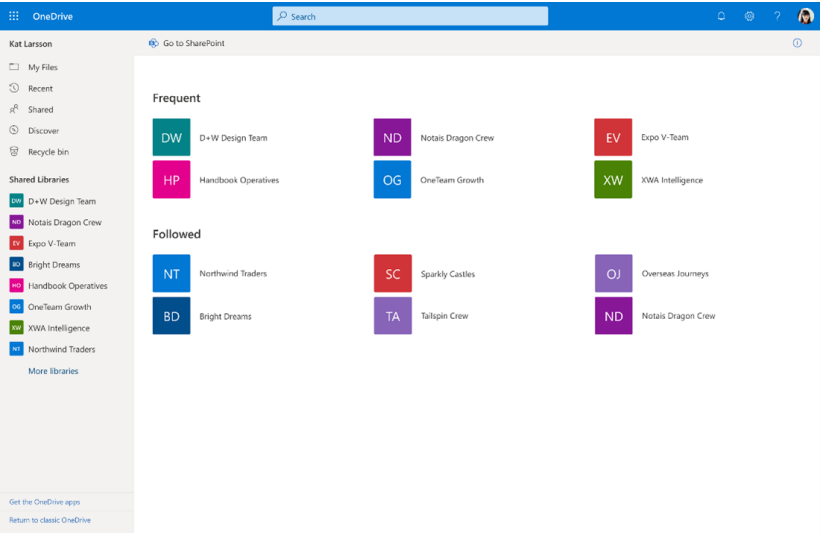 OneDrive
Search
?
Kat Larsson
Go to SharePoint
My Files
Recent
Shared
Discover
Recycle bin
Shared Libraries
DW D+W Design Team
ND Notais Dragon Crew
EV Expo V-Team
BD Bright Dreams
HO Handbook Operatives
OG OneTeam Growth
XW XWA Intelligence
NT Northwind Traders
More libraries
Get the OneDrive apps
Return to classic OneDrive
Frequent
DW D+W Design Team
ND Notais Dragon Crew
EV Expo V-Team
HP Handbook Operatives
OG OneTeam Growth
XW XWA Intelligence
Followed
NT Northwind Traders
SC Sparkly Castles
OJ Overseas Journeys
BD Bright Dreams
TA Tailspin Crew
ND Notais Dragon Crew